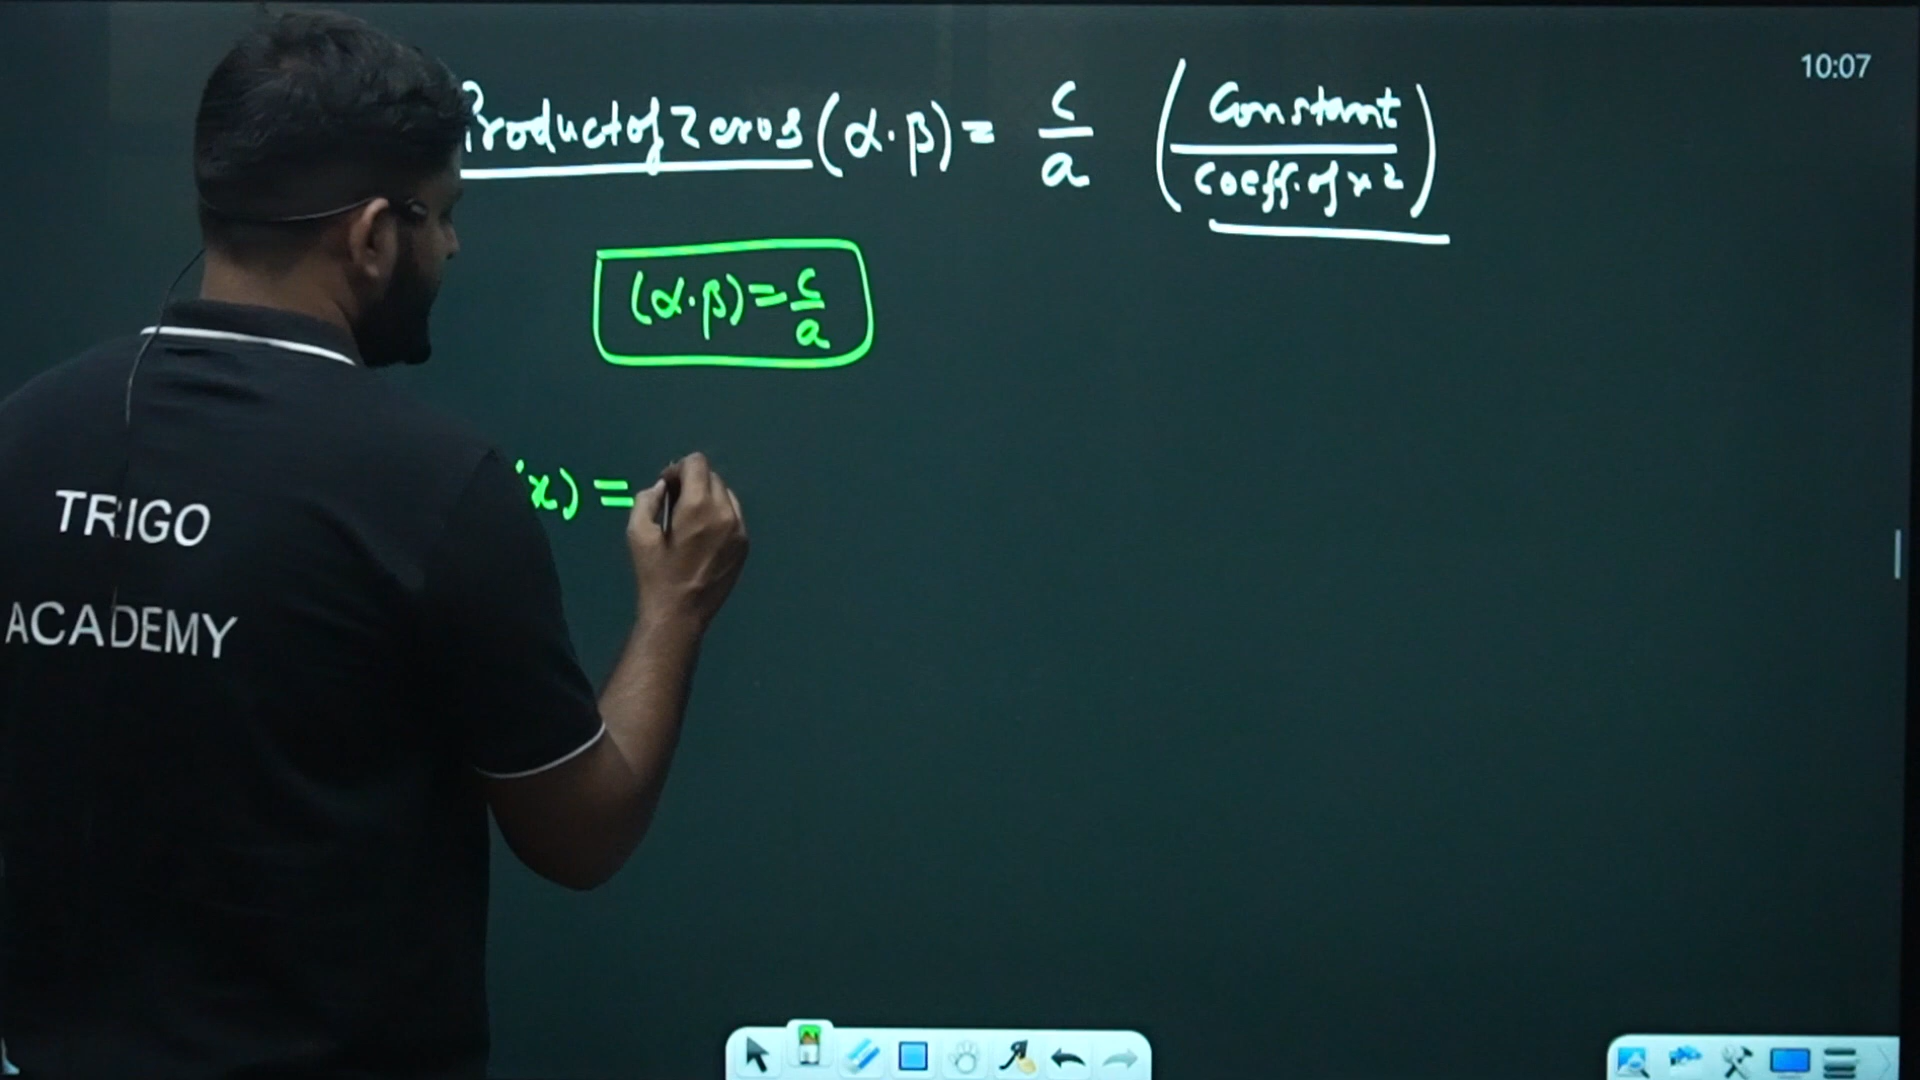 10:07
Product of Zeros (α·β) = c/a (Constant / Coeff. of x²)
(α·β) = c/a
(x) =
TRIGO
ACADEMY